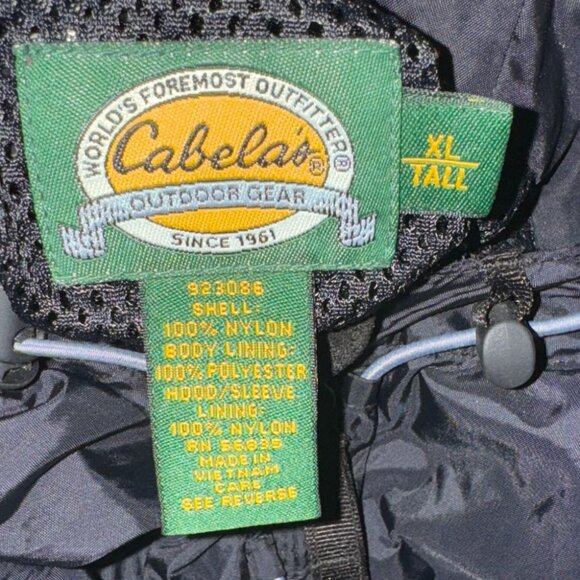 WORLD'S FOREMOST OUTFITTER®
Cabela's®
OUTDOOR GEAR
SINCE 1961
XL
TALL
923086
SHELL:
100% NYLON
BODY LINING:
100% POLYESTER
HOOD/SLEEVE
LINING:
100% NYLON
RN 56835
MADE IN
VIETNAM
CARE
SEE REVERSE